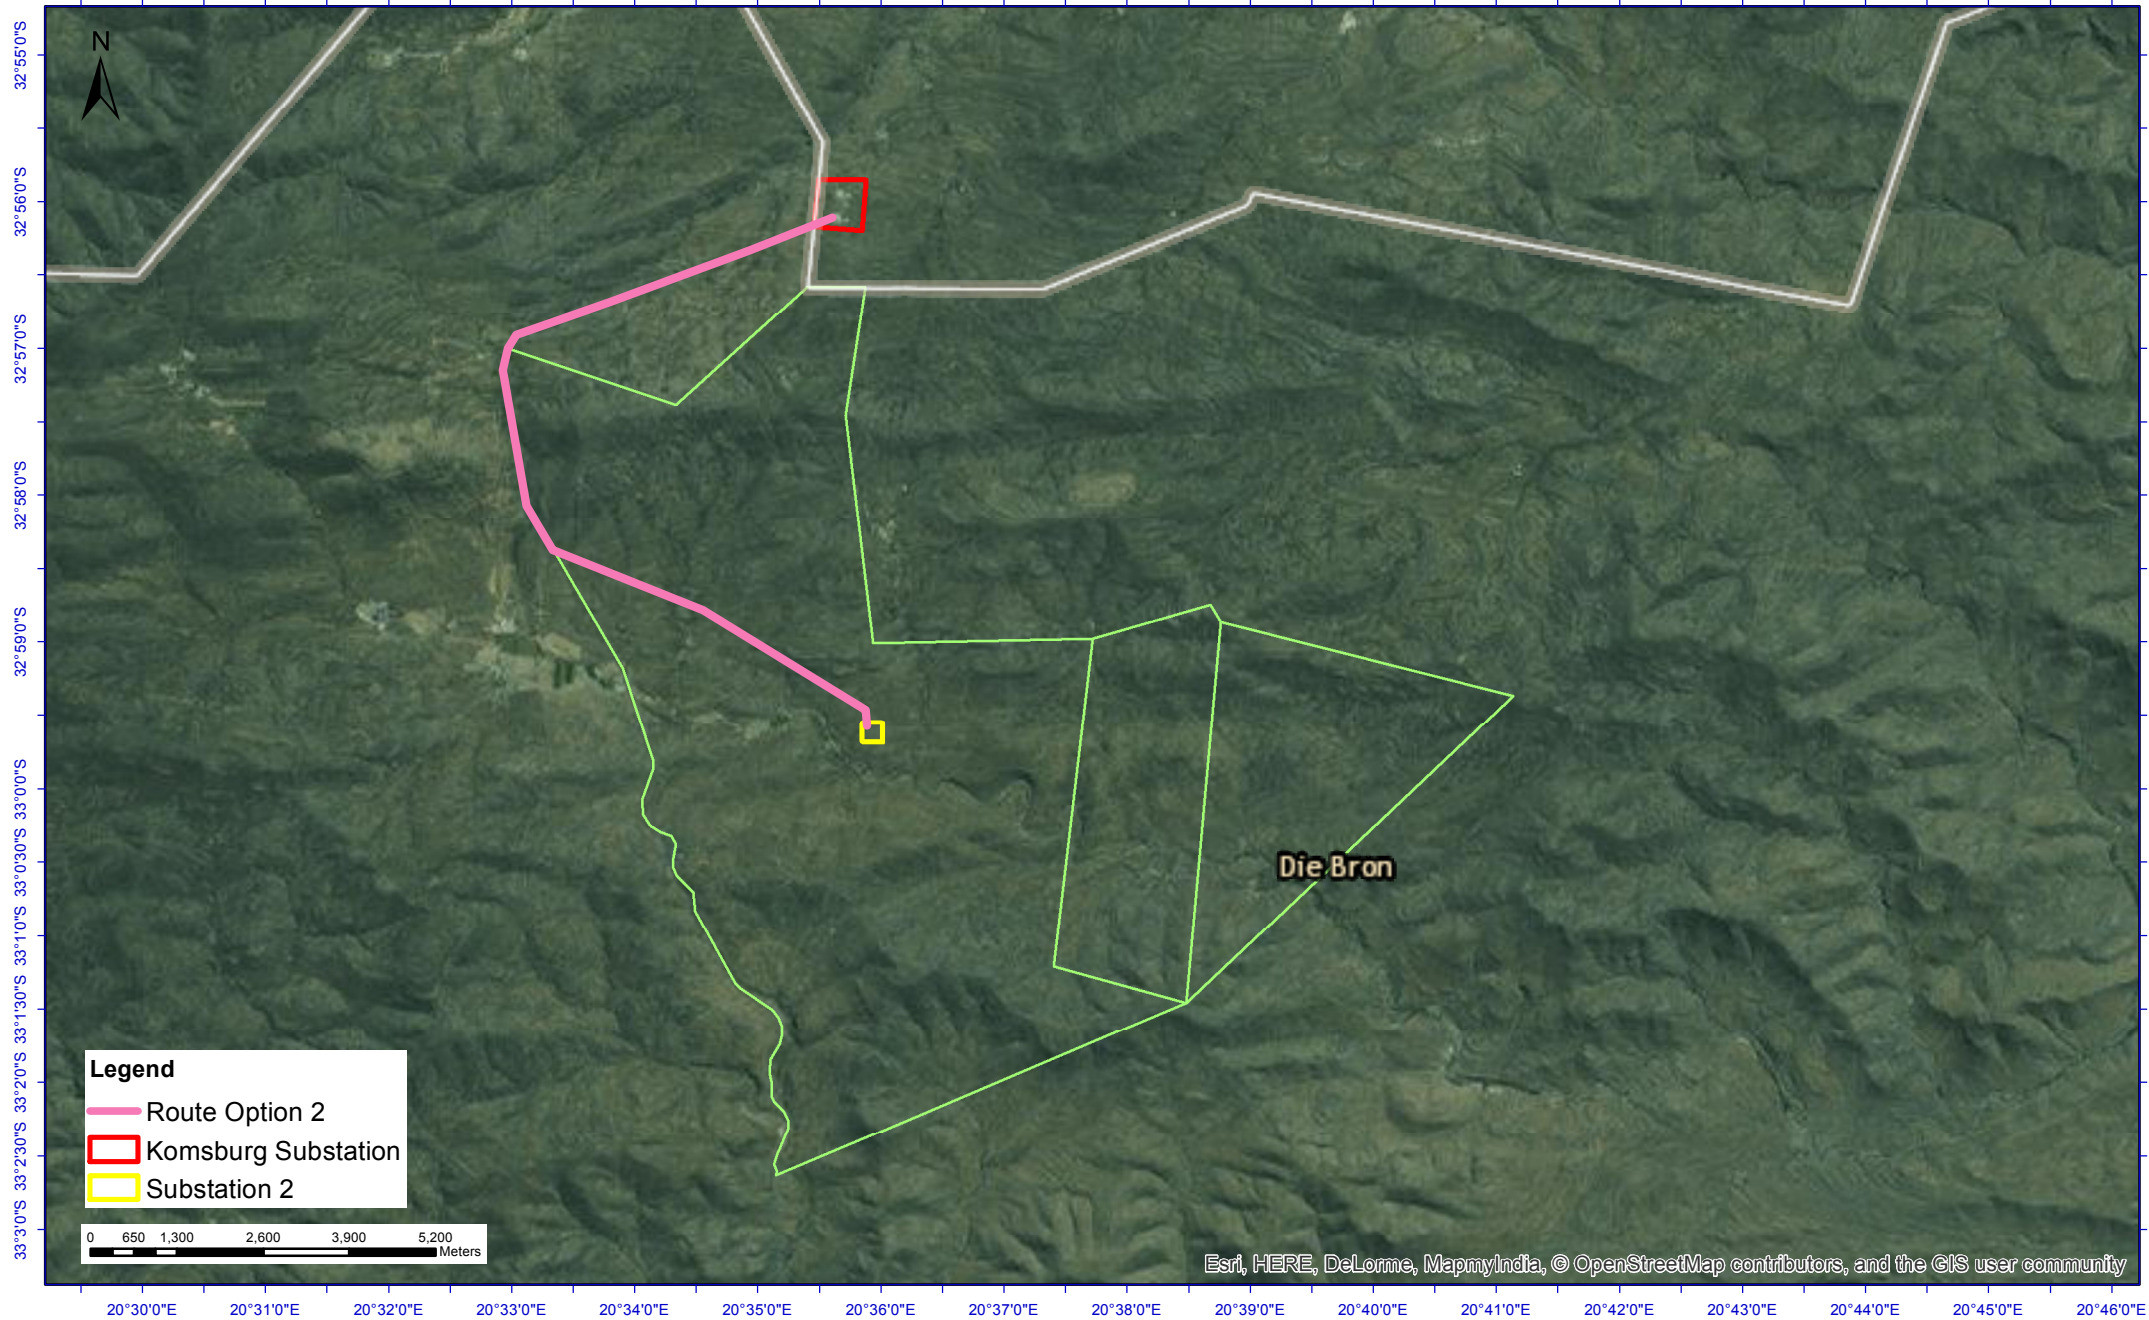 N
32°55'0"S
32°56'0"S
32°57'0"S
32°58'0"S
32°59'0"S
33°0'0"S
33°0'30"S
33°1'0"S
33°1'30"S
33°2'0"S
33°2'30"S
33°3'0"S
Die Bron
Legend
Route Option 2
Komsburg Substation
Substation 2
0 650 1,300 2,600 3,900 5,200
Meters
Esri, HERE, DeLorme, MapmyIndia, © OpenStreetMap contributors, and the GIS user community
20°30'0"E 20°31'0"E 20°32'0"E 20°33'0"E 20°34'0"E 20°35'0"E 20°36'0"E 20°37'0"E 20°38'0"E 20°39'0"E 20°40'0"E 20°41'0"E 20°42'0"E 20°43'0"E 20°44'0"E 20°45'0"E 20°46'0"E